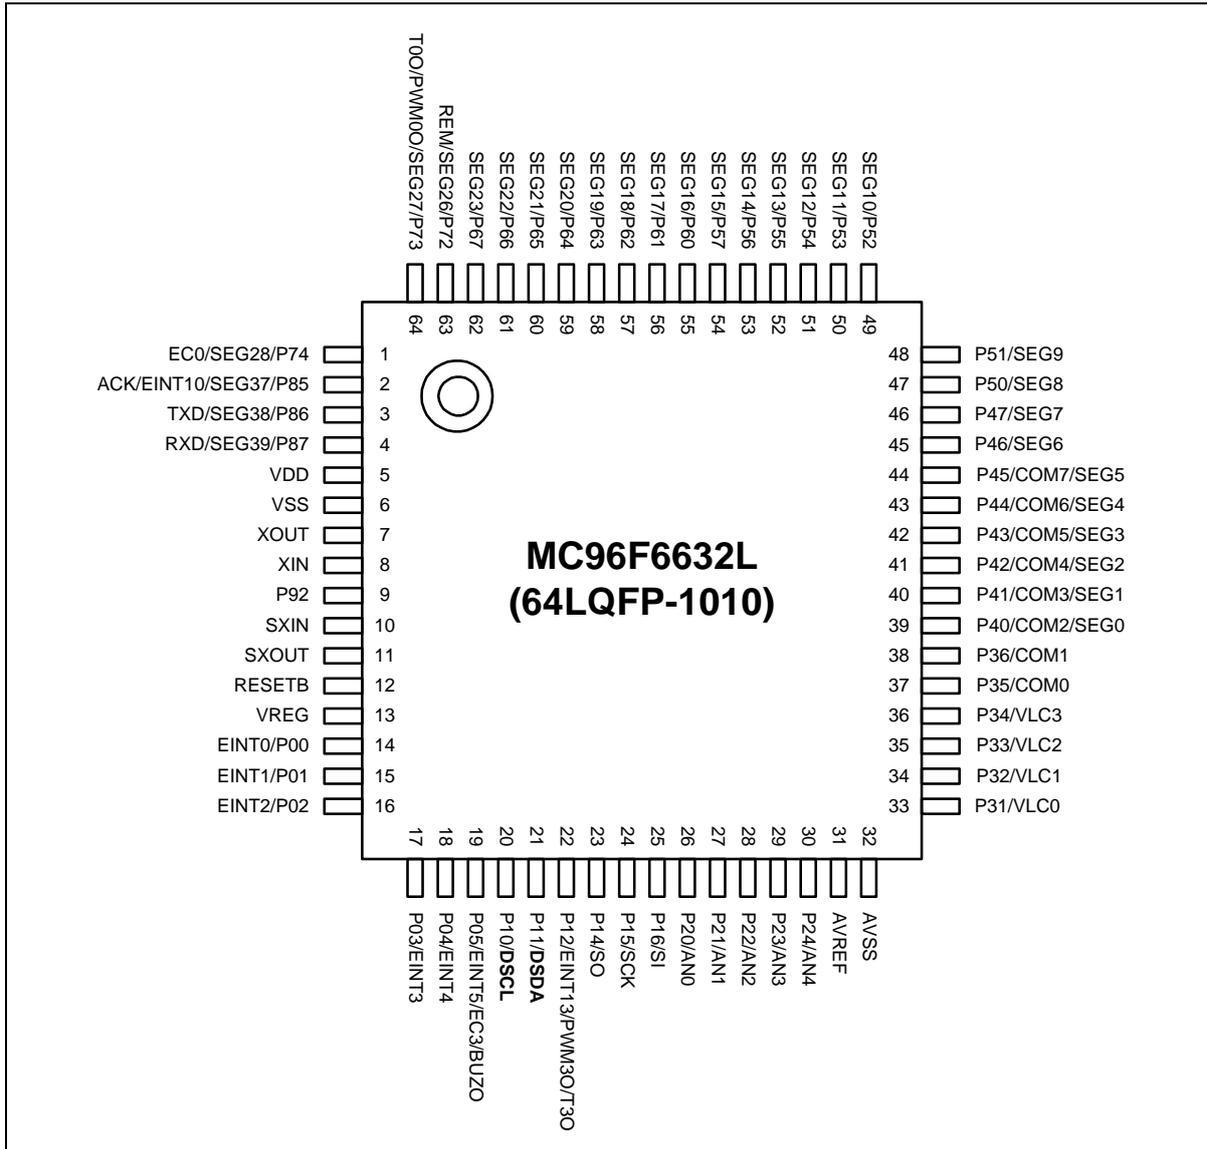 T0O/PWM0O/SEG27/P73
REM/SEG26/P72
SEG23/P67
SEG22/P66
SEG21/P65
SEG20/P64
SEG19/P63
SEG18/P62
SEG17/P61
SEG16/P60
SEG15/P57
SEG14/P56
SEG13/P55
SEG12/P54
SEG11/P53
SEG10/P52
64 63 62 61 60 59 58 57 56 55 54 53 52 51 50 49
EC0/SEG28/P74 1
ACK/EINT10/SEG37/P85 2
TXD/SEG38/P86 3
RXD/SEG39/P87 4
VDD 5
VSS 6
XOUT 7
XIN 8
P92 9
SXIN 10
SXOUT 11
RESETB 12
VREG 13
EINT0/P00 14
EINT1/P01 15
EINT2/P02 16
MC96F6632L
(64LQFP-1010)
48 P51/SEG9
47 P50/SEG8
46 P47/SEG7
45 P46/SEG6
44 P45/COM7/SEG5
43 P44/COM6/SEG4
42 P43/COM5/SEG3
41 P42/COM4/SEG2
40 P41/COM3/SEG1
39 P40/COM2/SEG0
38 P36/COM1
37 P35/COM0
36 P34/VLC3
35 P33/VLC2
34 P32/VLC1
33 P31/VLC0
17 18 19 20 21 22 23 24 25 26 27 28 29 30 31 32
P03/EINT3
P04/EINT4
P05/EINT5/EC3/BUZO
P10/DSCL
P11/DSDA
P12/EINT13/PWM3O/T3O
P14/SO
P15/SCK
P16/SI
P20/AN0
P21/AN1
P22/AN2
P23/AN3
P24/AN4
AVREF
AVSS